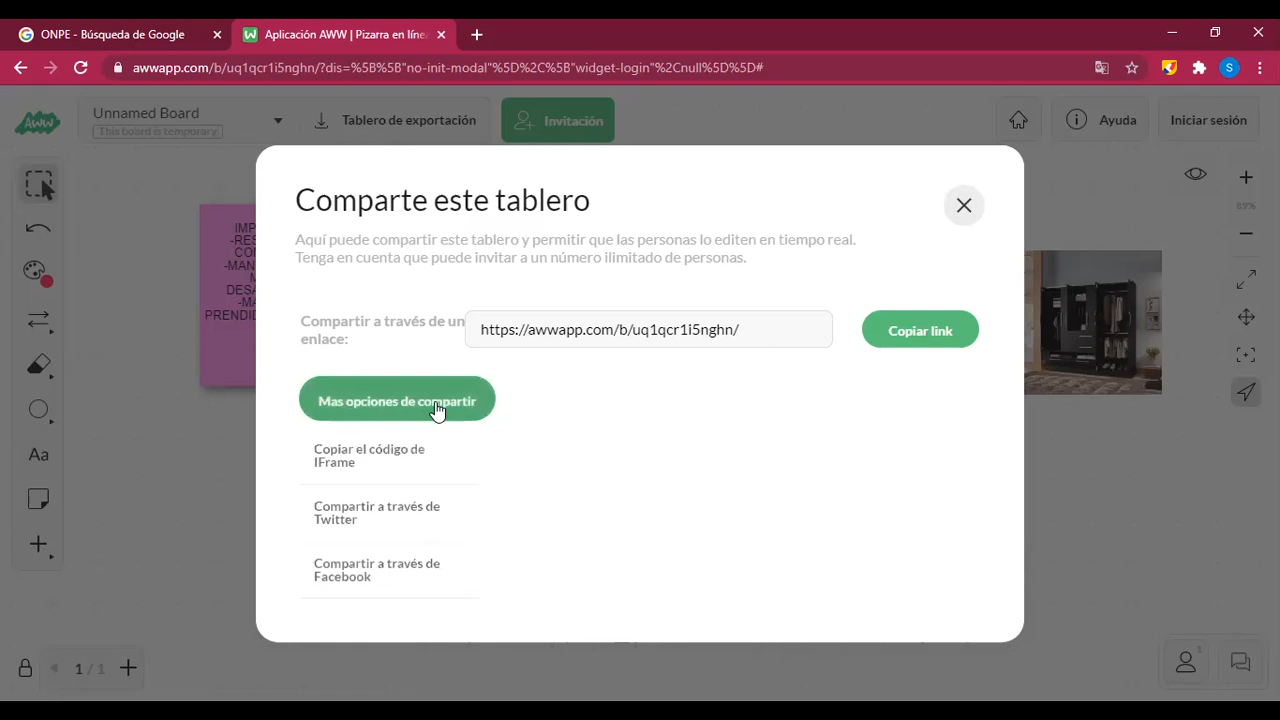 ONPE - Búsqueda de Google
Aplicación AWW | Pizarra en líne
awwapp.com/b/uq1qcr1i5nghn/?dis=%5B%5B"no-init-modal"%5D%2C%5B"widget-login"%2Cnull%5D%5D#
S
Aww
Unnamed Board
This board is temporary.
Tablero de exportación
Invitación
Ayuda
Iniciar sesión
Comparte este tablero
Aquí puede compartir este tablero y permitir que las personas lo editen en tiempo real.
Tenga en cuenta que puede invitar a un número ilimitado de personas.
Compartir a través de un
enlace:
https://awwapp.com/b/uq1qcr1i5nghn/
Copiar link
Mas opciones de compartir
Copiar el código de
IFrame
Compartir a través de
Twitter
Compartir a través de
Facebook
IMP
-RES
CO
-MAN
M
DESA
-MA
PRENDID
89%
Aa
1 / 1
1